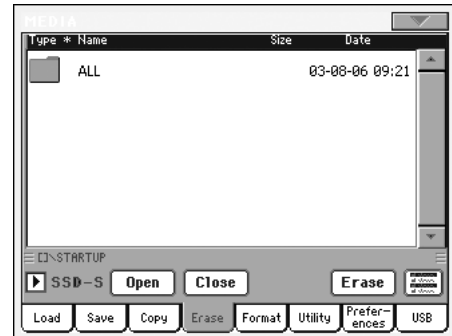 MEDIA
Type * Name Size Date
ALL 03-08-06 09:21
[]\STARTUP
SSD-S Open Close Erase
Load Save Copy Erase Format Utility Prefer-ences USB